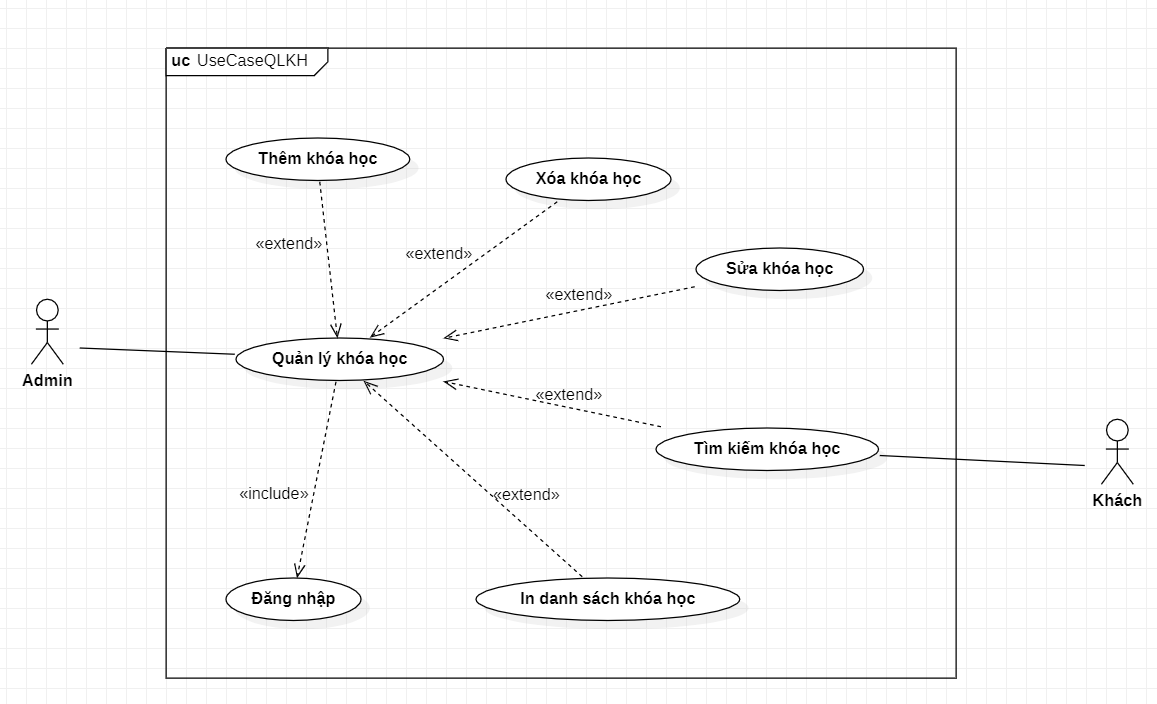 uc UseCaseQLKH
Thêm khóa học
Xóa khóa học
«extend»
«extend»
Sửa khóa học
«extend»
Admin
Quản lý khóa học
«extend»
Tìm kiếm khóa học
Khách
«include»
«extend»
Đăng nhập
In danh sách khóa học